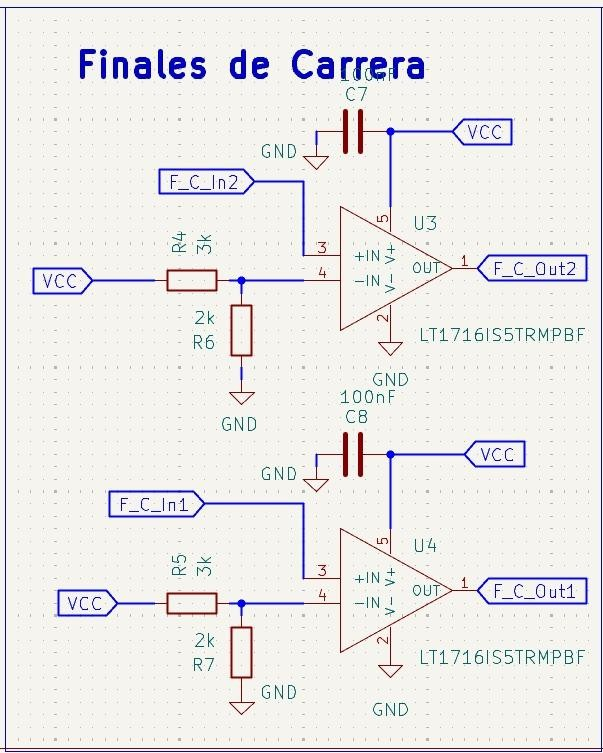 Finales de Carrera
100nF
C7
VCC
GND
F_C_In2
5
U3
R4
3k
3
+IN
V+
VCC
4
-IN
V-
OUT
1
F_C_Out2
2k
R6
2
LT1716IS5TRMPBF
GND
GND
100nF
C8
VCC
GND
F_C_In1
5
U4
R5
3k
3
+IN
V+
VCC
4
-IN
V-
OUT
1
F_C_Out1
2k
R7
2
LT1716IS5TRMPBF
GND
GND